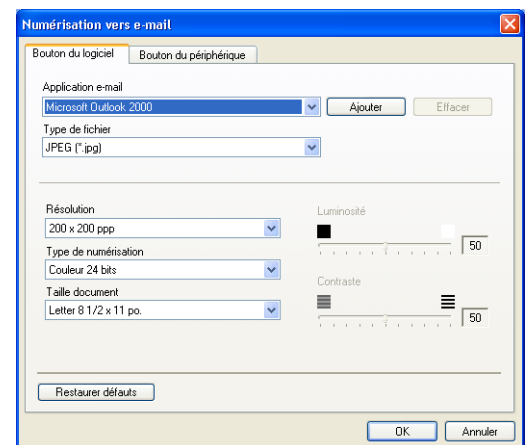 Numérisation vers e-mail
Bouton du logiciel Bouton du périphérique
Application e-mail
Microsoft Outlook 2000 Ajouter Effacer
Type de fichier
JPEG (*.jpg)
Résolution Luminosité
200 x 200 ppp 50
Type de numérisation
Couleur 24 bits
Taille document Contraste
Letter 8 1/2 x 11 po. 50
Restaurer défauts
OK Annuler